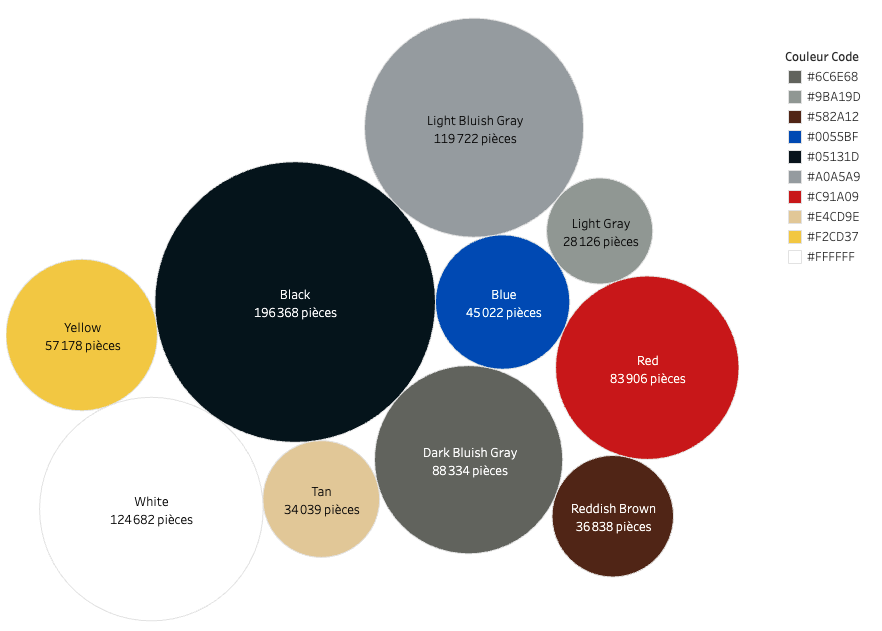 Light Bluish Gray
119 722 pièces
Light Gray
28 126 pièces
Black
196 368 pièces
Blue
45 022 pièces
Yellow
57 178 pièces
Red
83 906 pièces
Dark Bluish Gray
88 334 pièces
White
124 682 pièces
Tan
34 039 pièces
Reddish Brown
36 838 pièces
Couleur Code
#6C6E68
#9BA19D
#582A12
#0055BF
#05131D
#A0A5A9
#C91A09
#E4CD9E
#F2CD37
#FFFFFF